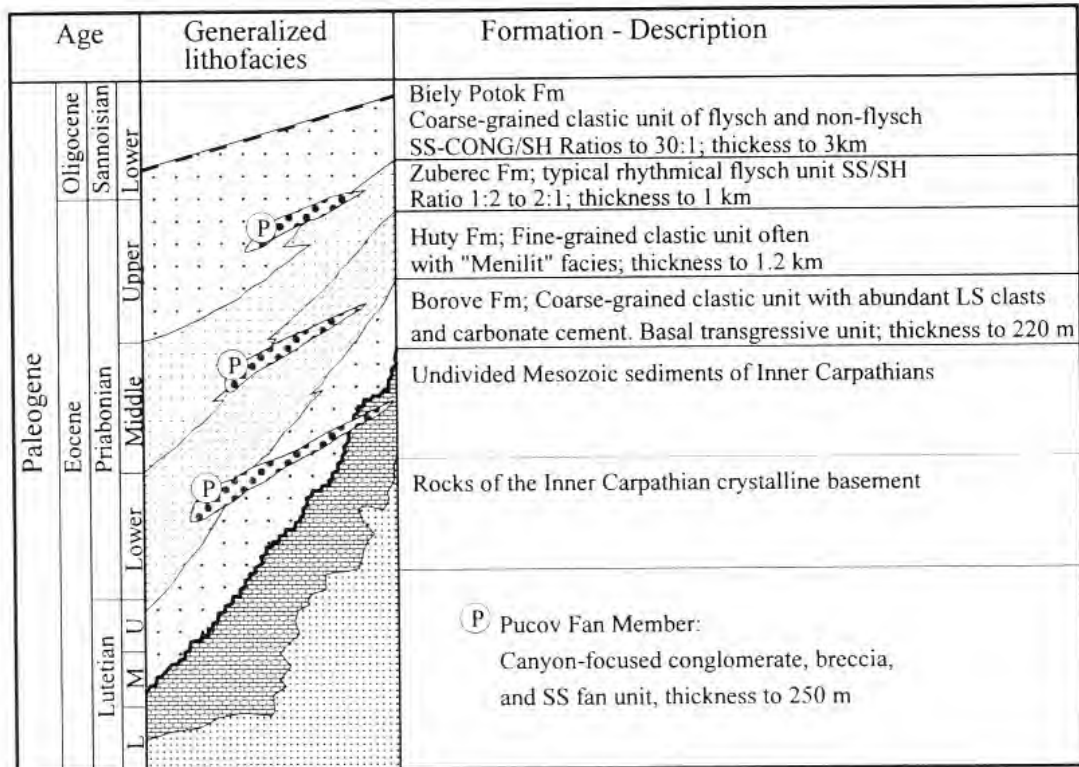 Age
Generalized
lithofacies
Formation - Description
Paleogene
Oligocene
Sannoisian
Lower
Eocene
Priabonian
Upper
Middle
Lower
Lutetian
U
M
L
P
P
P
Biely Potok Fm
Coarse-grained clastic unit of flysch and non-flysch
SS-CONG/SH Ratios to 30:1; thickess to 3km
Zuberec Fm; typical rhythmical flysch unit SS/SH
Ratio 1:2 to 2:1; thickness to 1 km
Huty Fm; Fine-grained clastic unit often
with "Menilit" facies; thickness to 1.2 km
Borove Fm; Coarse-grained clastic unit with abundant LS clasts
and carbonate cement. Basal transgressive unit; thickness to 220 m
Undivided Mesozoic sediments of Inner Carpathians
Rocks of the Inner Carpathian crystalline basement
P Pucov Fan Member:
Canyon-focused conglomerate, breccia,
and SS fan unit, thickness to 250 m